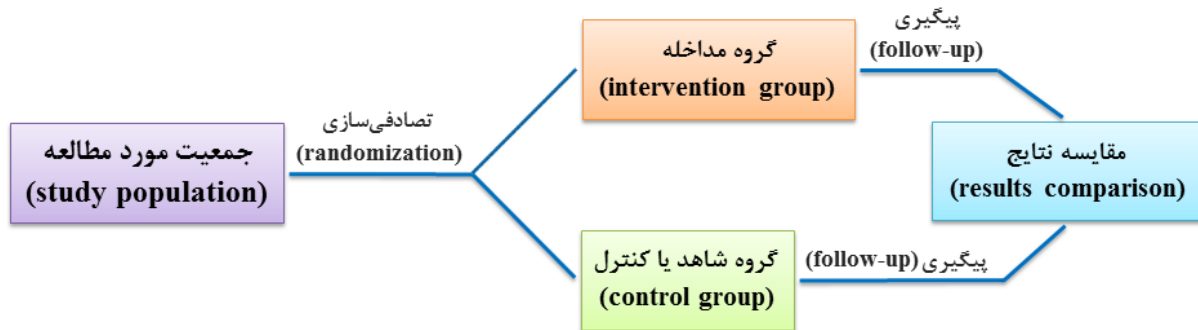 جمعیت مورد مطالعه
(study population)
تصادفی‌سازی
(randomization)
گروه مداخله
(intervention group)
پیگیری
(follow-up)
گروه شاهد یا کنترل
(control group)
پیگیری (follow-up)
مقایسه نتایج
(results comparison)